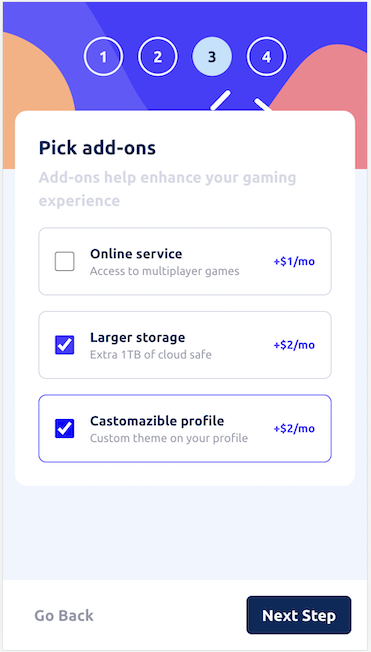 1 2 3 4
Pick add-ons
Add-ons help enhance your gaming
experience
Online service
Access to multiplayer games
+$1/mo
Larger storage
Extra 1TB of cloud safe
+$2/mo
Castomazible profile
Custom theme on your profile
+$2/mo
Go Back
Next Step